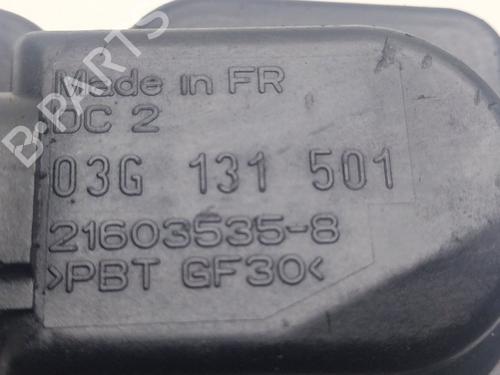 B-PARTS
Made in FR
DC 2
03G 131 501
21603535-8
>PBT GF30<